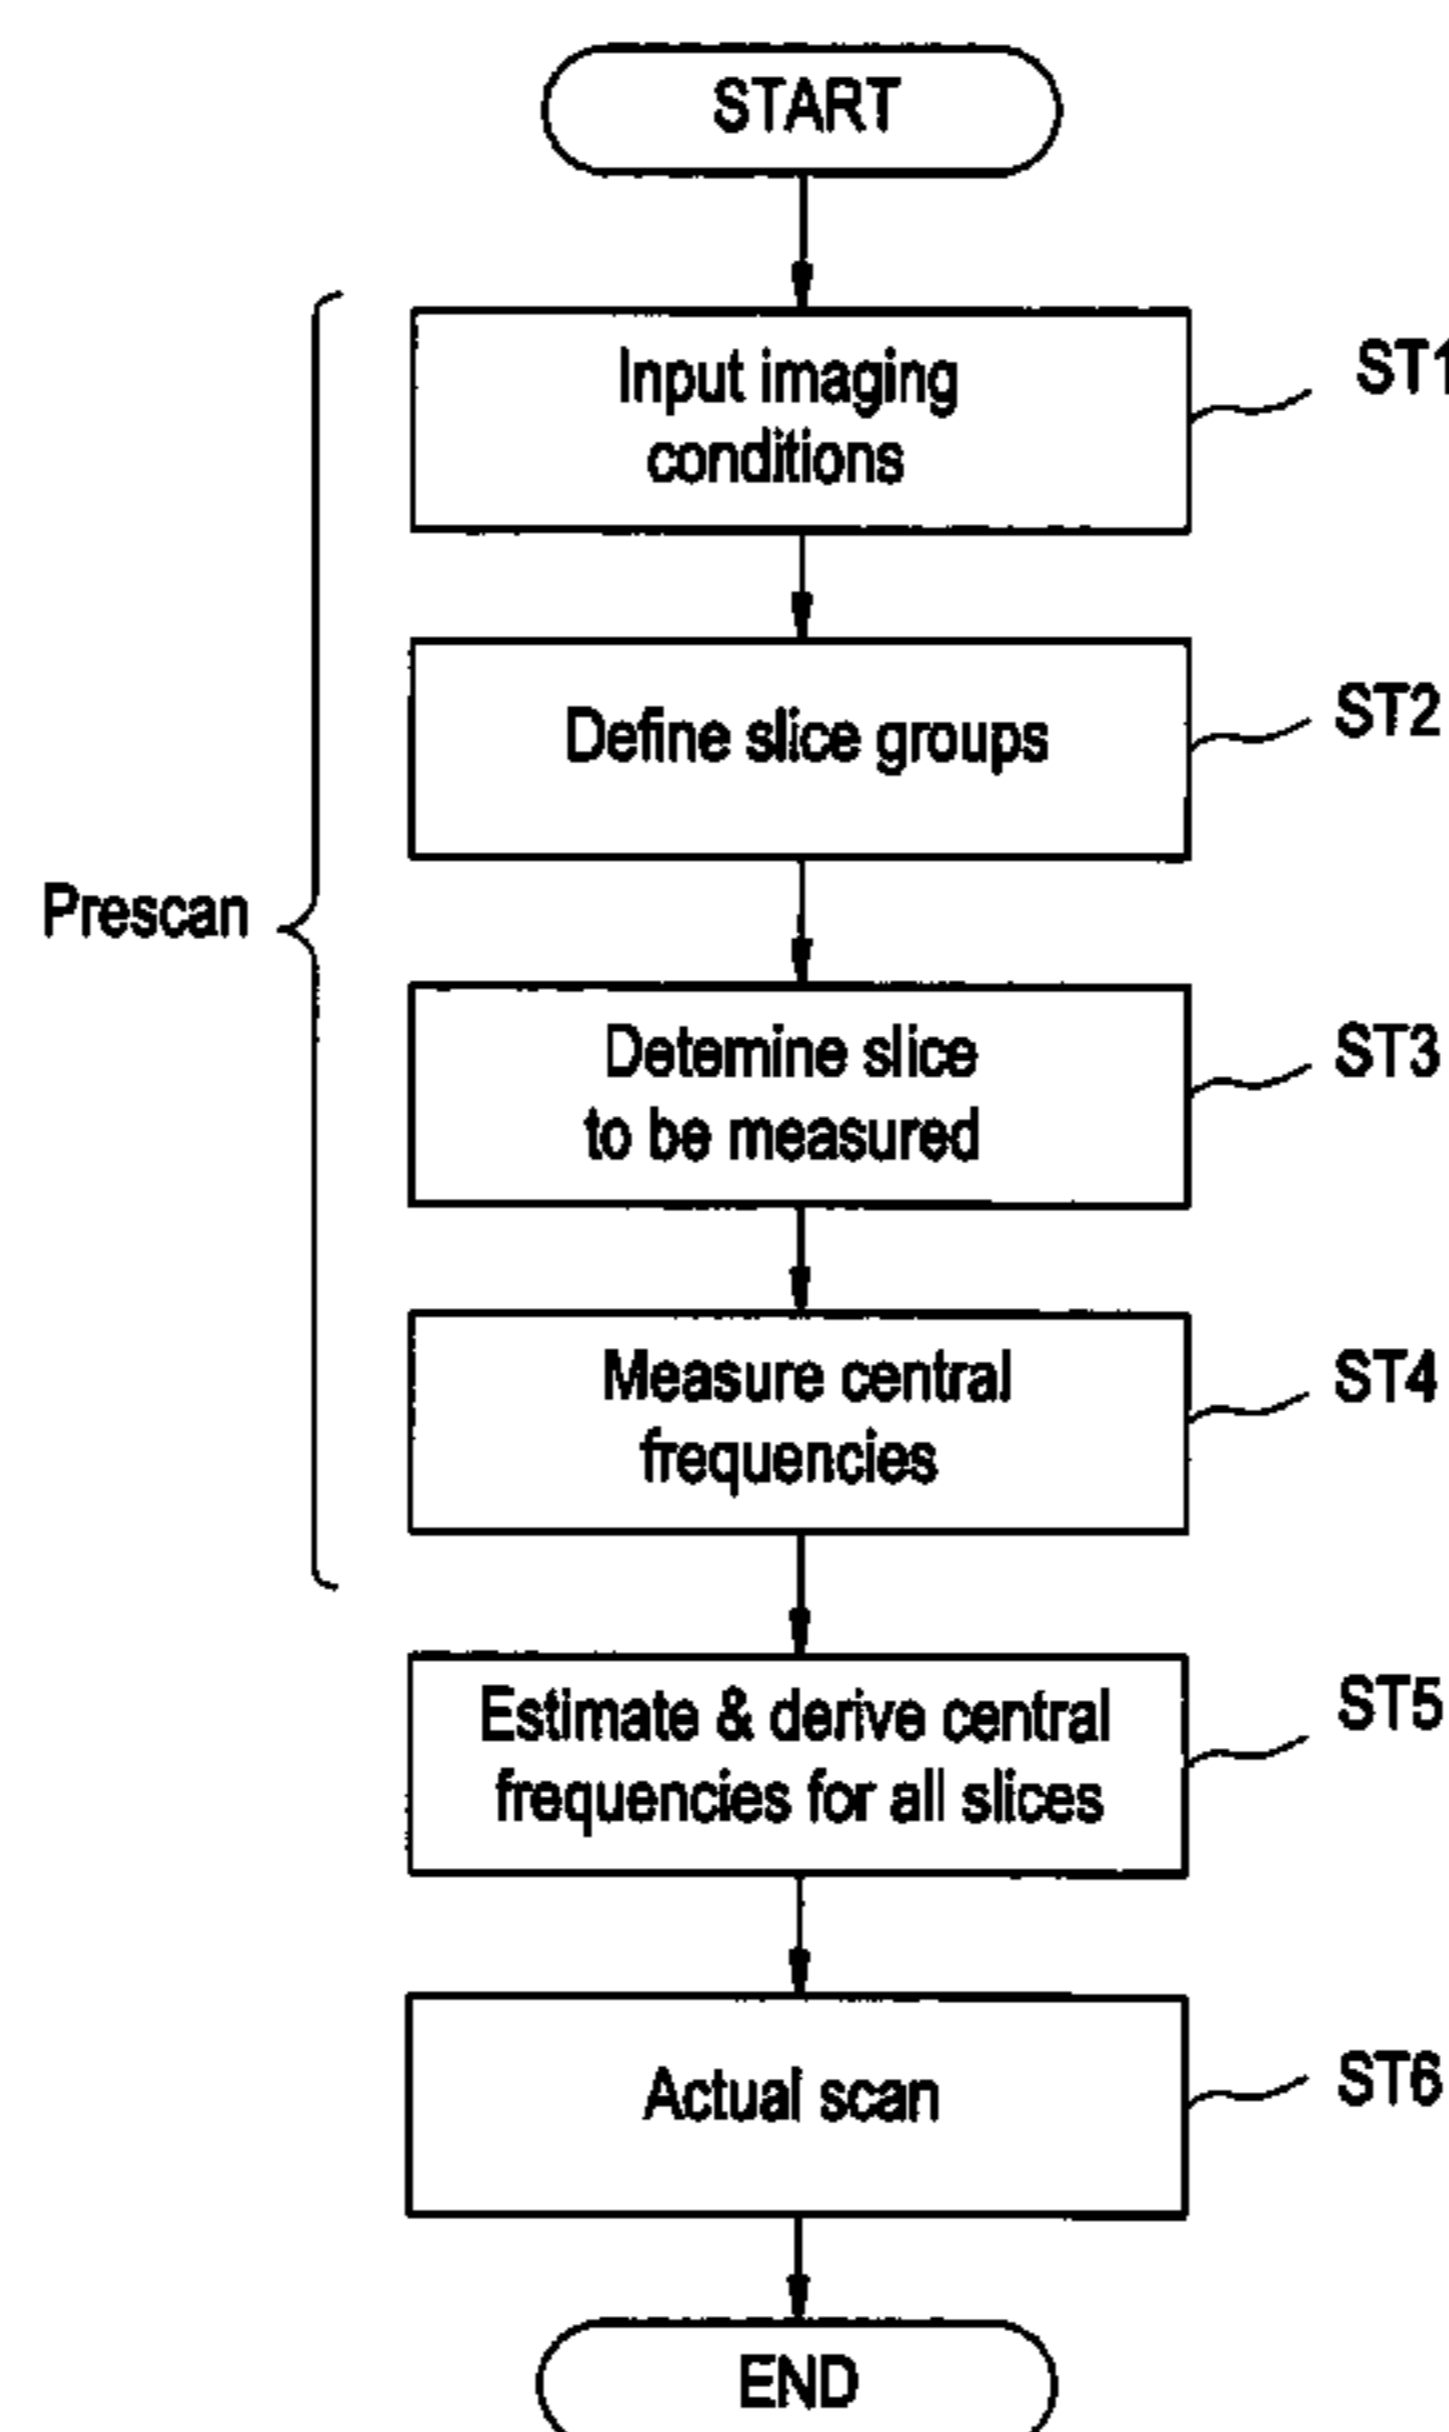 START
Input imaging
conditions
ST1
Define slice groups
ST2
Prescan
Detemine slice
to be measured
ST3
Measure central
frequencies
ST4
Estimate & derive central
frequencies for all slices
ST5
Actual scan
ST6
END